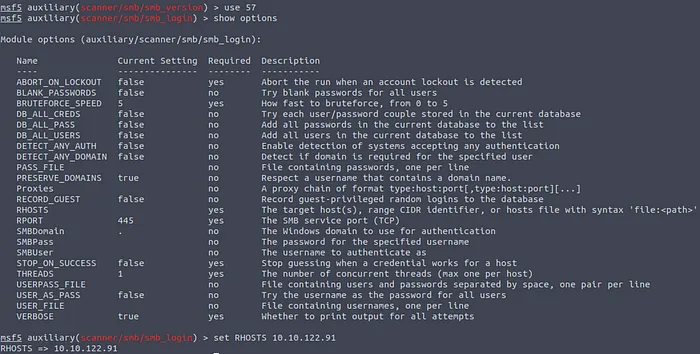 msf5 auxiliary(scanner/smb/smb_version) > use 57
msf5 auxiliary(scanner/smb/smb_login) > show options
Module options (auxiliary/scanner/smb/smb_login):
Name Current Setting Required Description
---- --------------- -------- -----------
ABORT_ON_LOCKOUT false yes Abort the run when an account lockout is detected
BLANK_PASSWORDS false no Try blank passwords for all users
BRUTEFORCE_SPEED 5 yes How fast to bruteforce, from 0 to 5
DB_ALL_CREDS false no Try each user/password couple stored in the current database
DB_ALL_PASS false no Add all passwords in the current database to the list
DB_ALL_USERS false no Add all users in the current database to the list
DETECT_ANY_AUTH false no Enable detection of systems accepting any authentication
DETECT_ANY_DOMAIN false no Detect if domain is required for the specified user
PASS_FILE no File containing passwords, one per line
PRESERVE_DOMAINS true no Respect a username that contains a domain name.
Proxies no A proxy chain of format type:host:port[,type:host:port][...]
RECORD_GUEST false no Record guest-privileged random logins to the database
RHOSTS yes The target host(s), range CIDR identifier, or hosts file with syntax 'file:<path>'
RPORT 445 yes The SMB service port (TCP)
SMBDomain . no The Windows domain to use for authentication
SMBPass no The password for the specified username
SMBUser no The username to authenticate as
STOP_ON_SUCCESS false yes Stop guessing when a credential works for a host
THREADS 1 yes The number of concurrent threads (max one per host)
USERPASS_FILE no File containing users and passwords separated by space, one pair per line
USER_AS_PASS false no Try the username as the password for all users
USER_FILE no File containing usernames, one per line
VERBOSE true yes Whether to print output for all attempts
msf5 auxiliary(scanner/smb/smb_login) > set RHOSTS 10.10.122.91
RHOSTS => 10.10.122.91